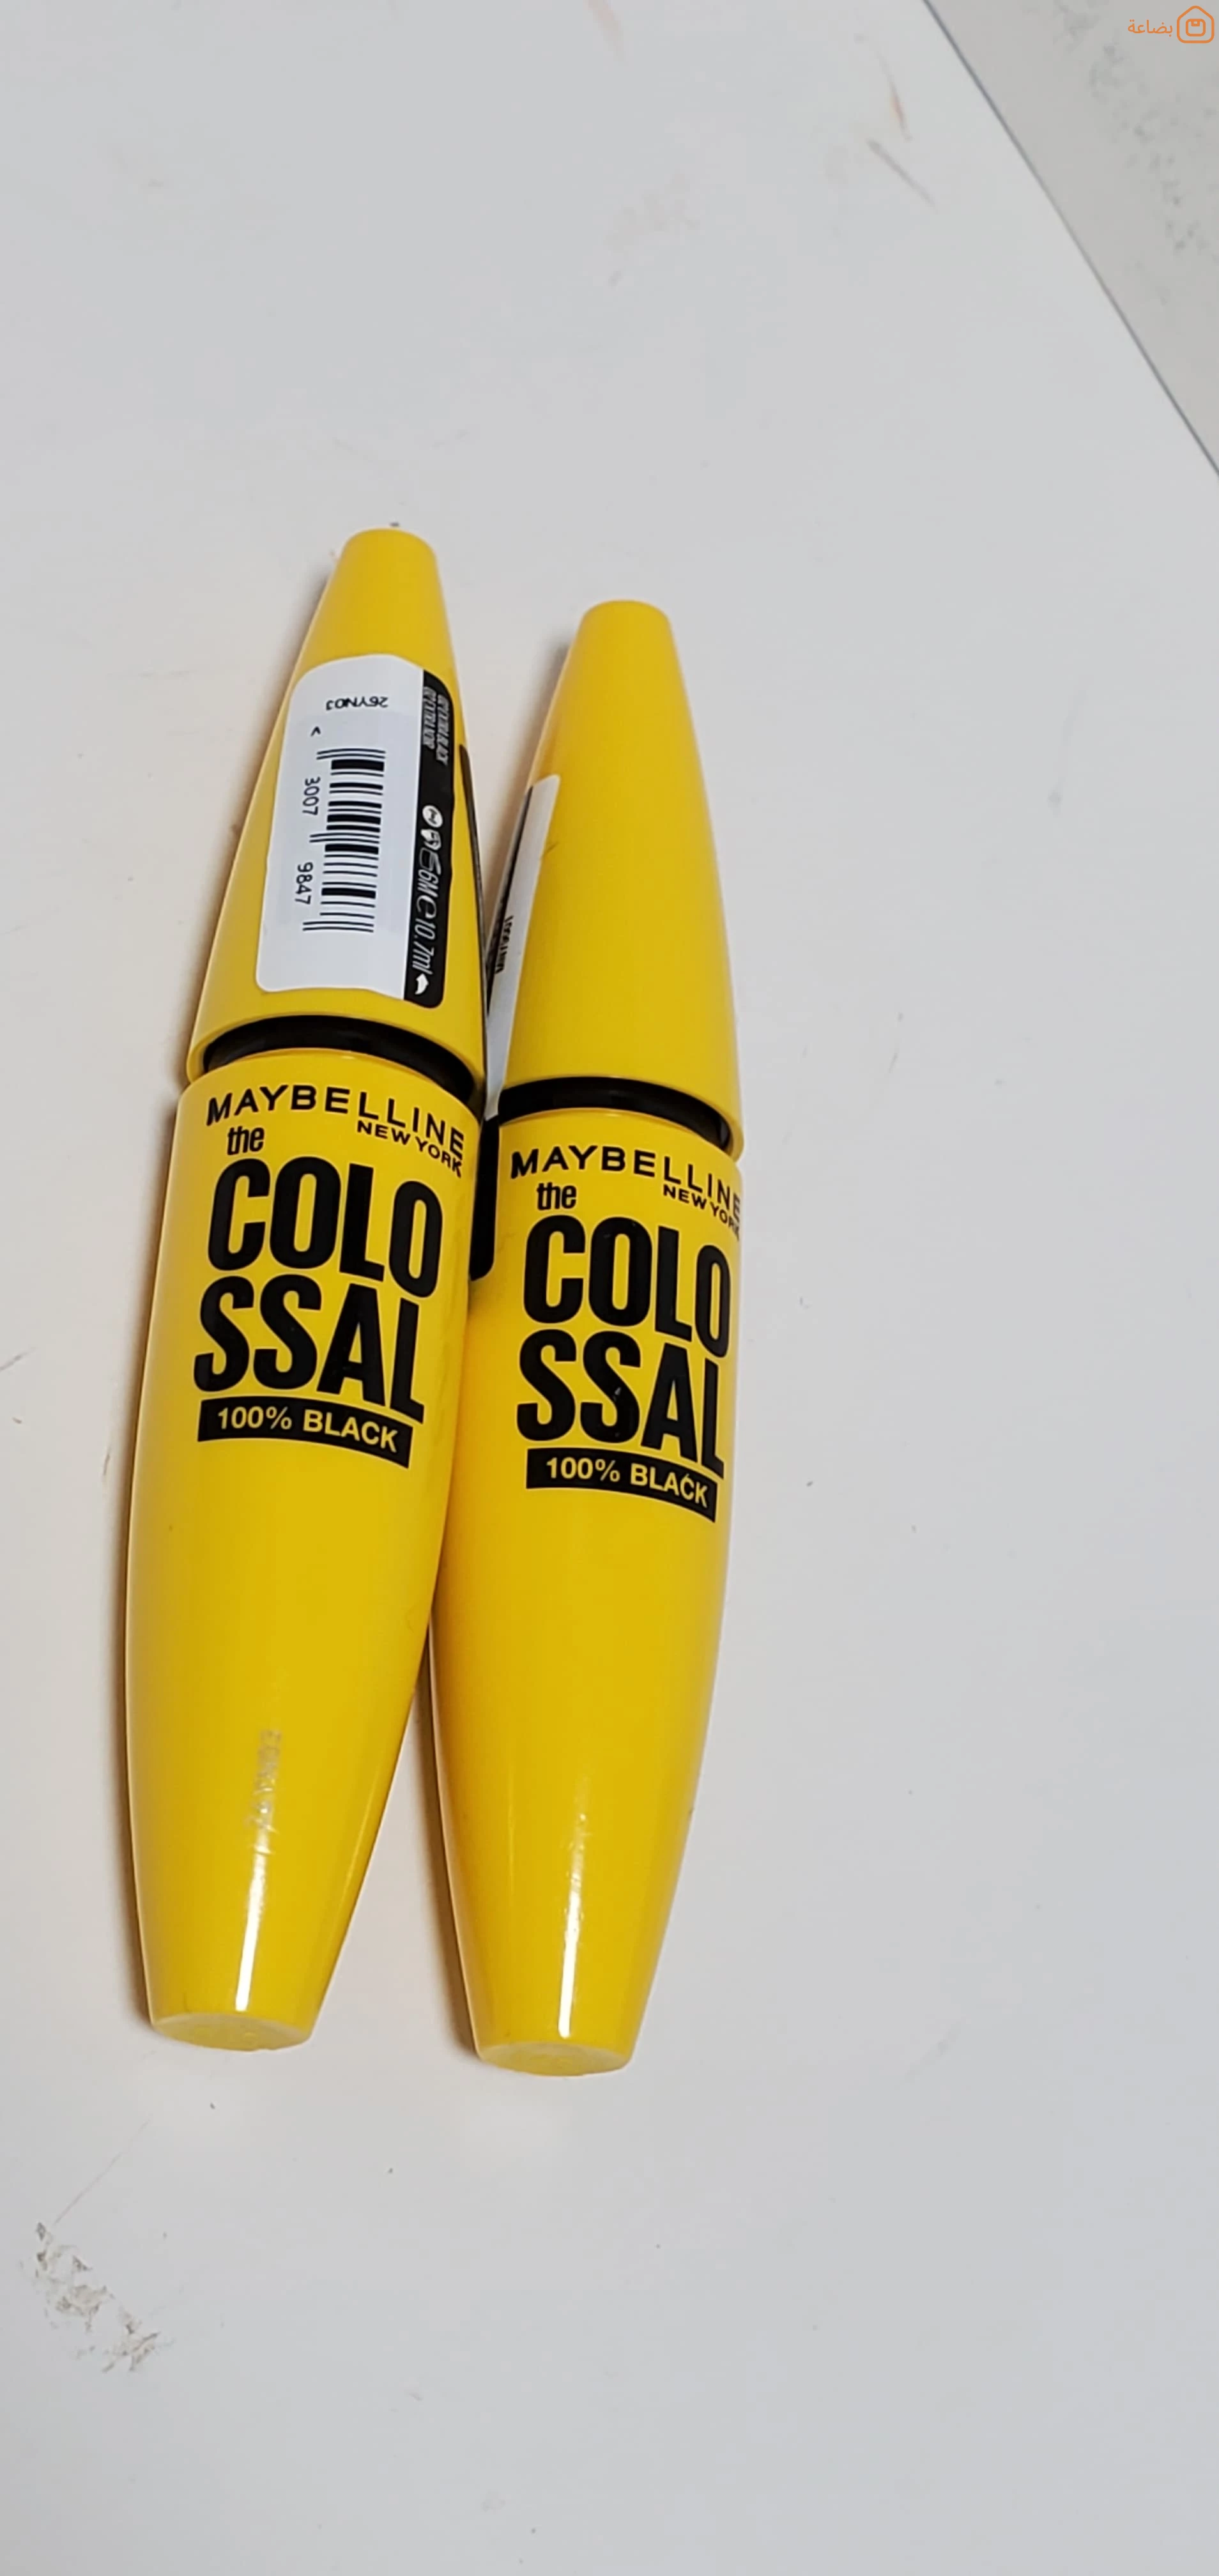 بضاعة
26YN03
< 3007 9847
6M e 10.7ml
MAYBELLINE
NEW YORK
the
COLO
SSAL
100% BLACK
MAYBELLINE
NEW YORK
the
COLO
SSAL
100% BLACK